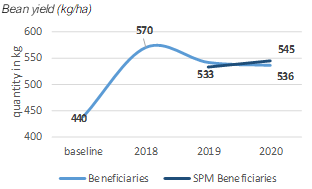 Bean yield (kg/ha)
quantity in kg
600
550
500
450
400
440
570
533
545
536
baseline 2018 2019 2020
Beneficiaries SPM Beneficiaries